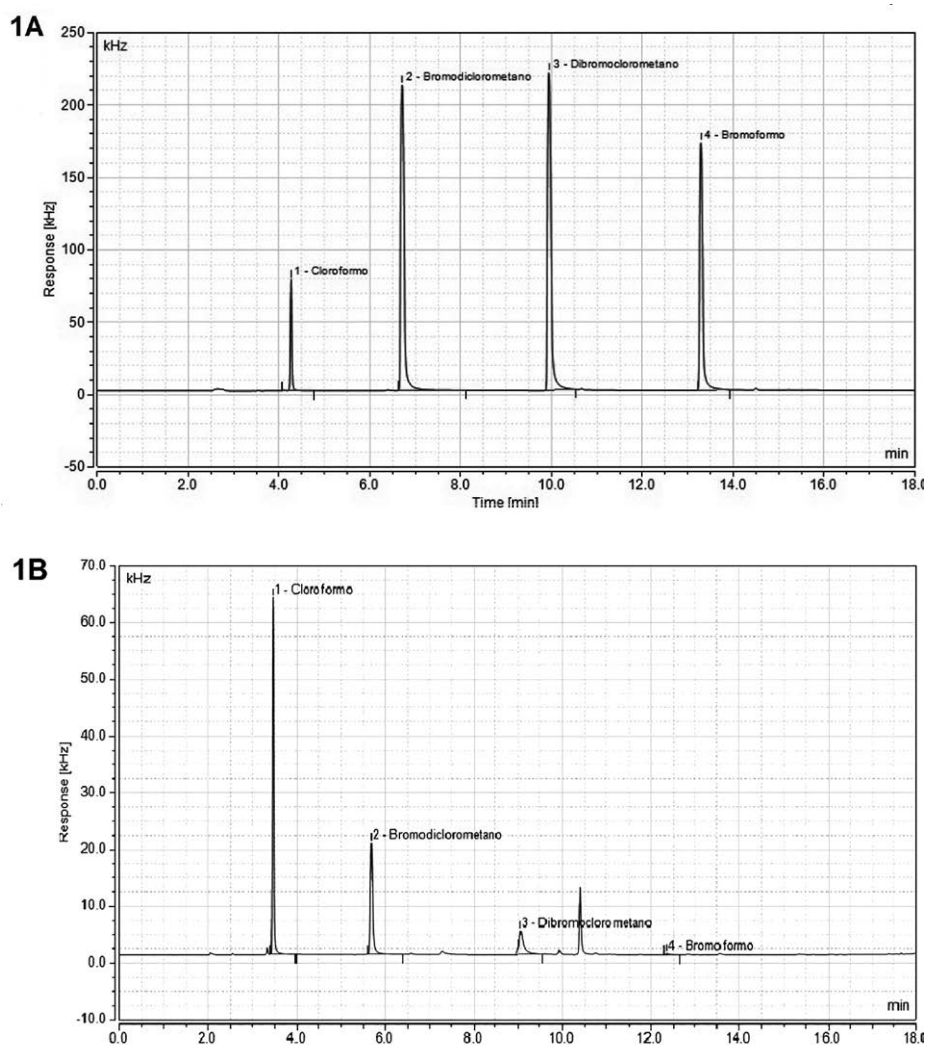 1A
250
kHz
200
150
100
50
0
-50
Response [kHz]
1 - Cloroformo
2 - Bromodiclorometano
3 - Dibromoclorometano
4 - Bromoformo
min
0.0 2.0 4.0 6.0 8.0 10.0 12.0 14.0 16.0 18.0
Time [min]
1B
70.0
kHz
60.0
50.0
40.0
30.0
20.0
10.0
0.0
-10.0
Response [kHz]
1 - Cloroformo
2 - Bromodiclorometano
3 - Dibromoclorometano
4 - Bromoformo
min
0.0 2.0 4.0 6.0 8.0 10.0 12.0 14.0 16.0 18.0